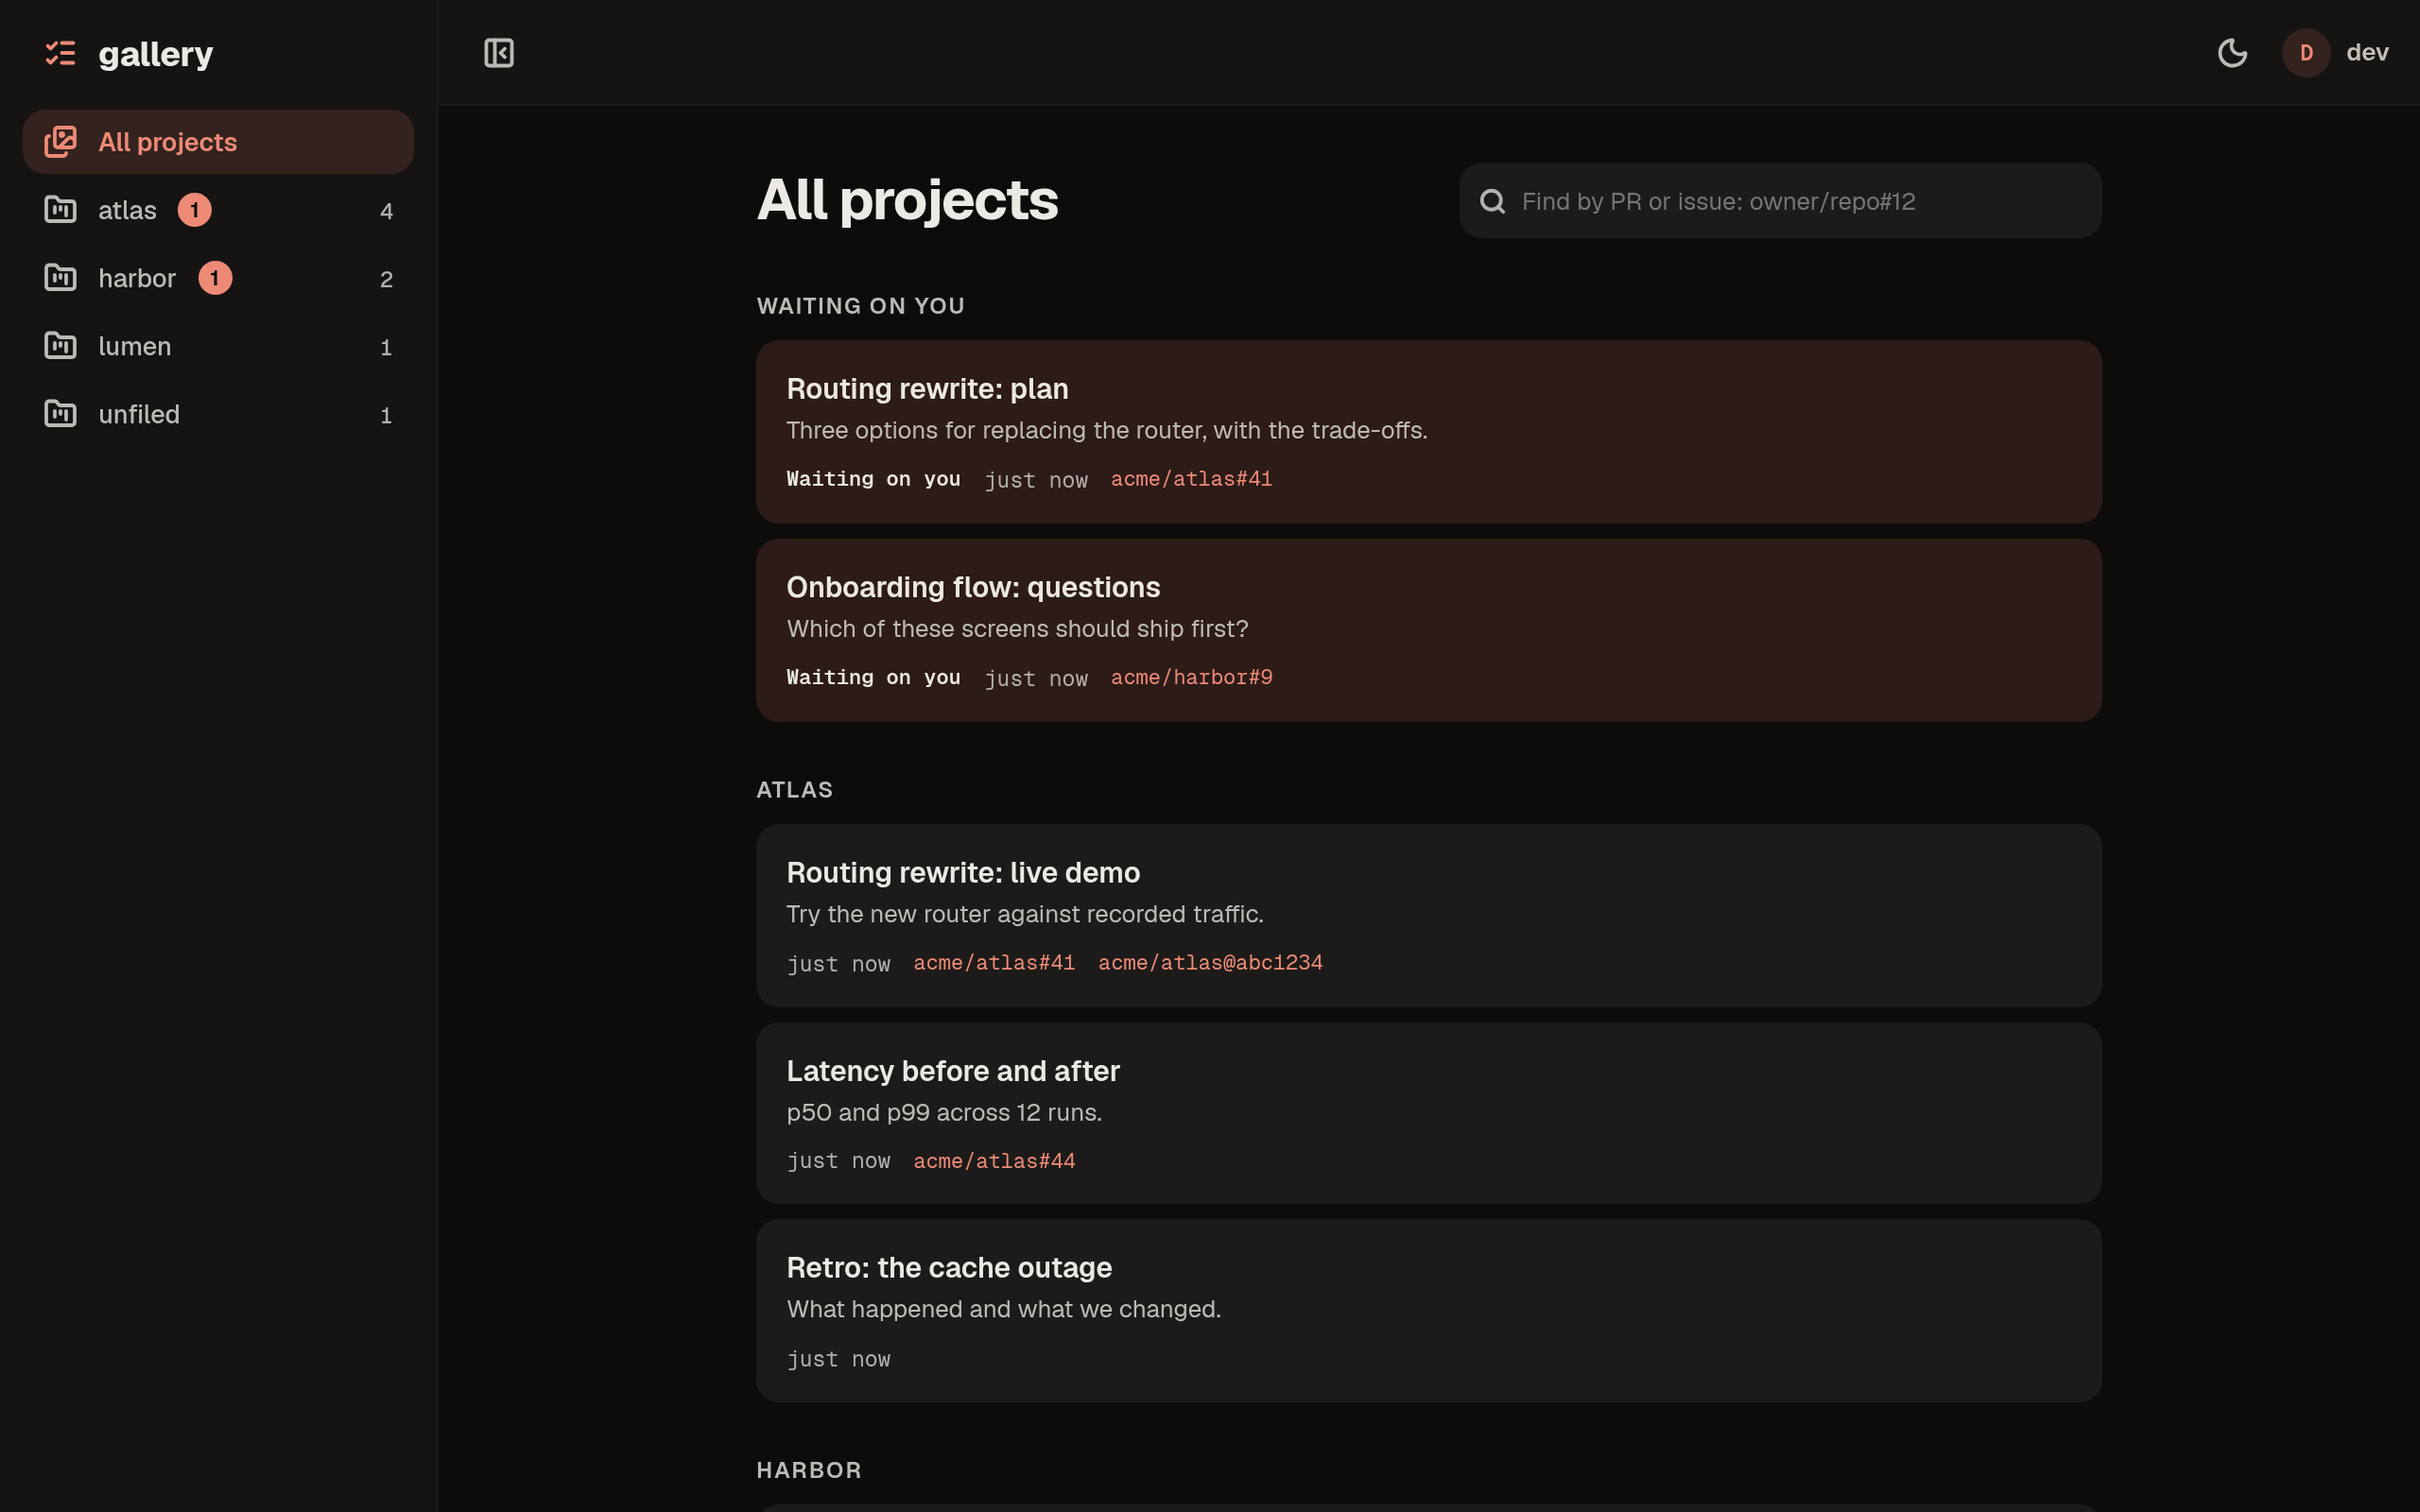 gallery
All projects
atlas 1 4
harbor 1 2
lumen 1
unfiled 1
D dev
All projects
Find by PR or issue: owner/repo#12
WAITING ON YOU
Routing rewrite: plan
Three options for replacing the router, with the trade-offs.
Waiting on you just now acme/atlas#41
Onboarding flow: questions
Which of these screens should ship first?
Waiting on you just now acme/harbor#9
ATLAS
Routing rewrite: live demo
Try the new router against recorded traffic.
just now acme/atlas#41 acme/atlas@abc1234
Latency before and after
p50 and p99 across 12 runs.
just now acme/atlas#44
Retro: the cache outage
What happened and what we changed.
just now
HARBOR